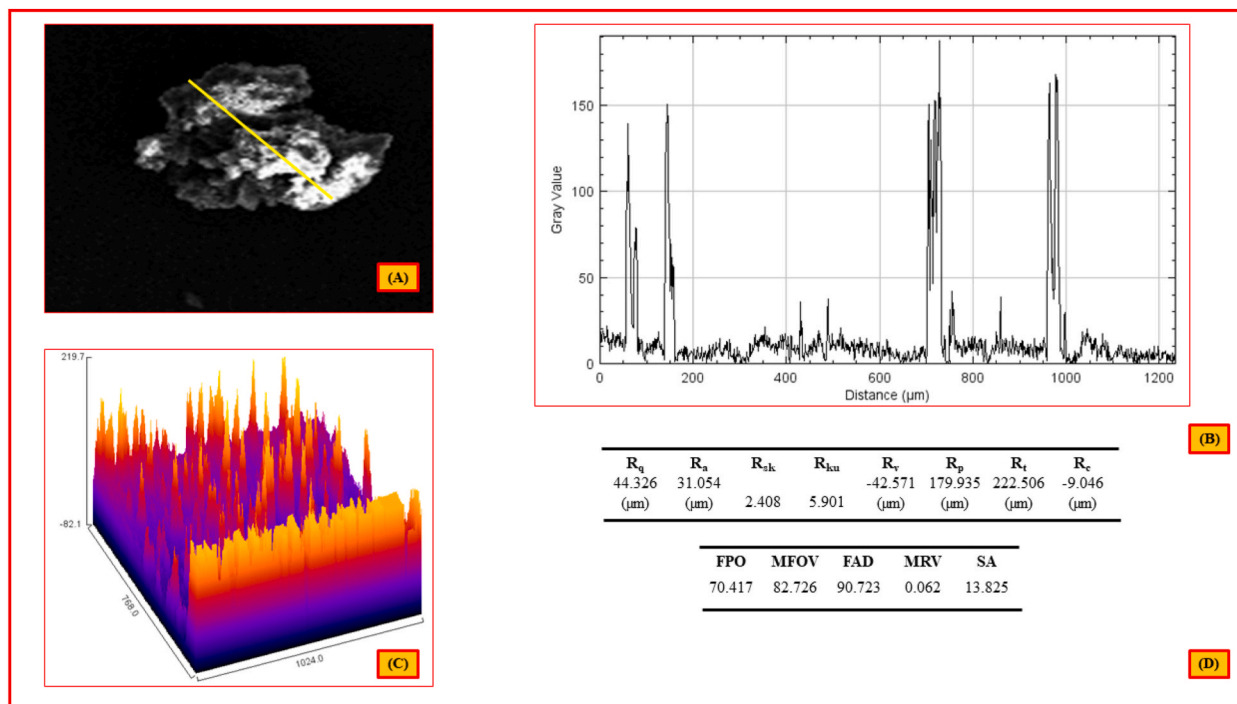 (A)
Gray Value
150
100
50
0
0 200 400 600 800 1000 1200
Distance (µm)
(B)
219.7
-82.1
768.0
1024.0
(C)
Rq Ra Rsk Rku Rv Rp Rt Rc
44.326 31.054 -42.571 179.935 222.506 -9.046
(µm) (µm) 2.408 5.901 (µm) (µm) (µm) (µm)
FPO MFOV FAD MRV SA
70.417 82.726 90.723 0.062 13.825
(D)